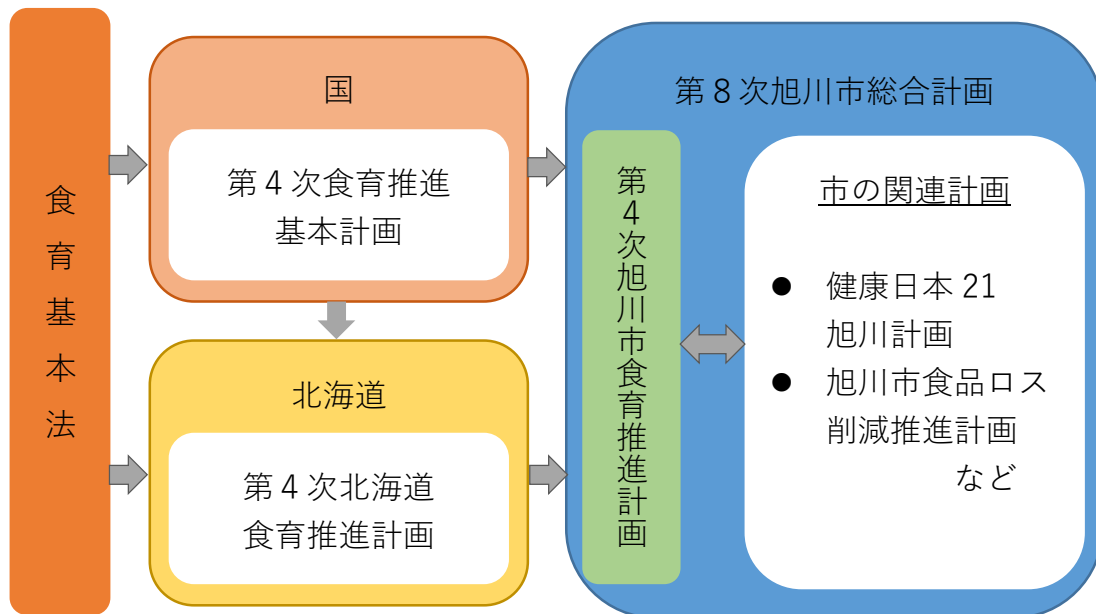 食育基本法
国
第4次食育推進
基本計画
北海道
第4次北海道
食育推進計画
第8次旭川市総合計画
第4次旭川市食育推進計画
市の関連計画
● 健康日本21
旭川計画
● 旭川市食品ロス
削減推進計画
など